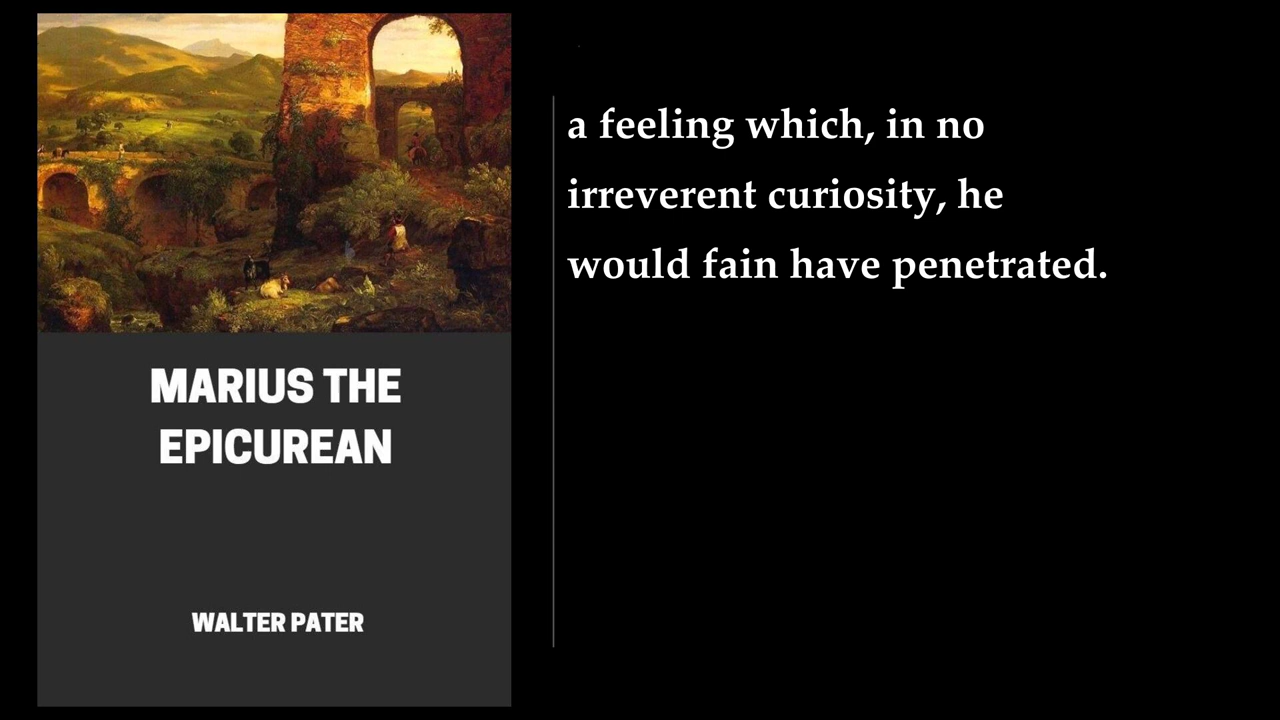 MARIUS THE
EPICUREAN
WALTER PATER
a feeling which, in no
irreverent curiosity, he
would fain have penetrated.